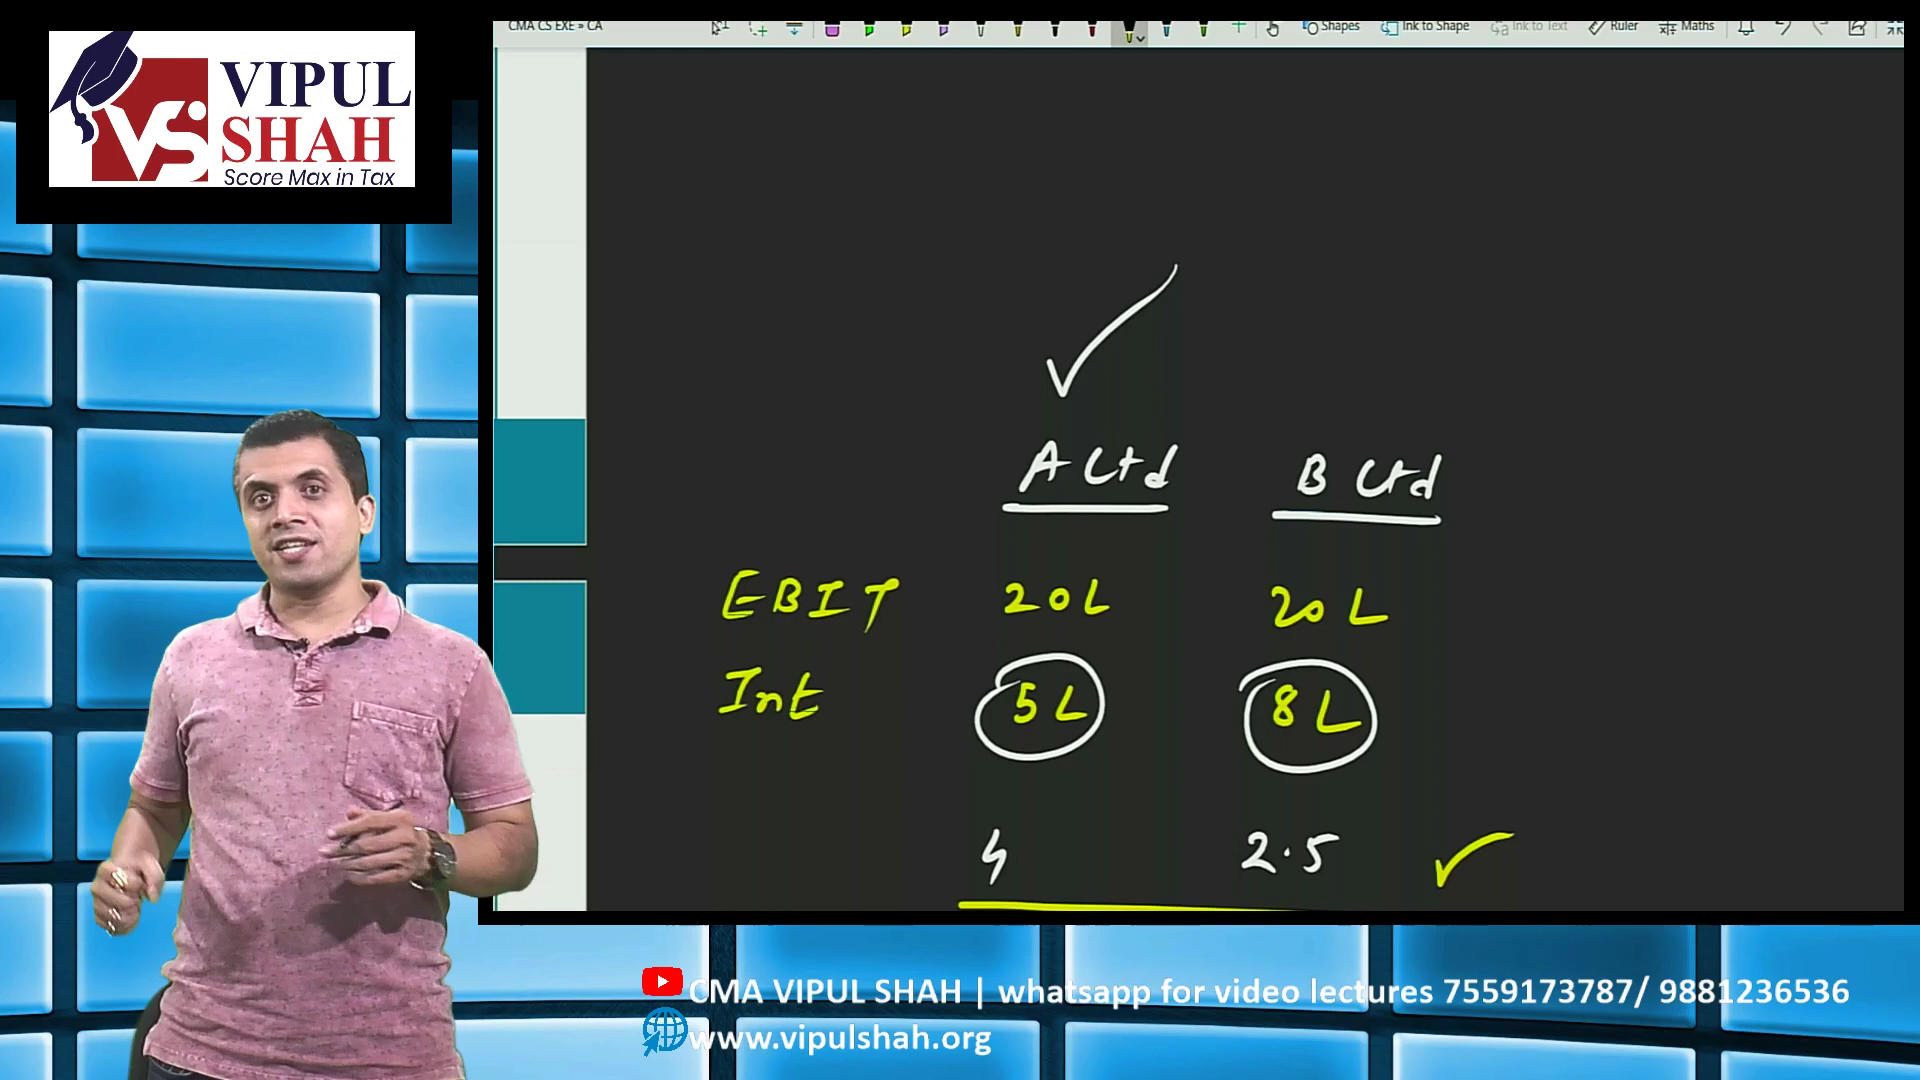 CMA CS EXE » CA
Shapes Ink to Shape Ink to Text Ruler Maths
VIPUL
SHAH
VS
Score Max in Tax
A Ltd B Ltd
EBIT 20L 20L
Int 5L 8L
4 2.5
CMA VIPUL SHAH | whatsapp for video lectures 7559173787/ 9881236536
www.vipulshah.org